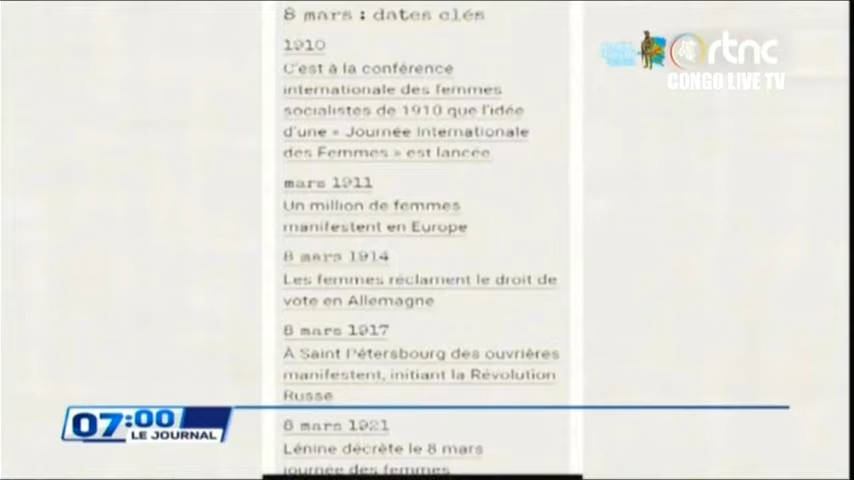 8 mars : dates clés
1910
C'est à la conférence
internationale des femmes
socialistes de 1910 que l'idée
d'une « Journée Internationale
des Femmes » est lancée
mars 1911
Un million de femmes
manifestent en Europe
8 mars 1914
Les femmes réclament le droit de
vote en Allemagne
8 mars 1917
À Saint Pétersbourg des ouvrières
manifestent, initiant la Révolution
Russe
8 mars 1921
Lénine décrète le 8 mars
journée des femmes
rtnc
CONGO LIVE TV
07:00
LE JOURNAL